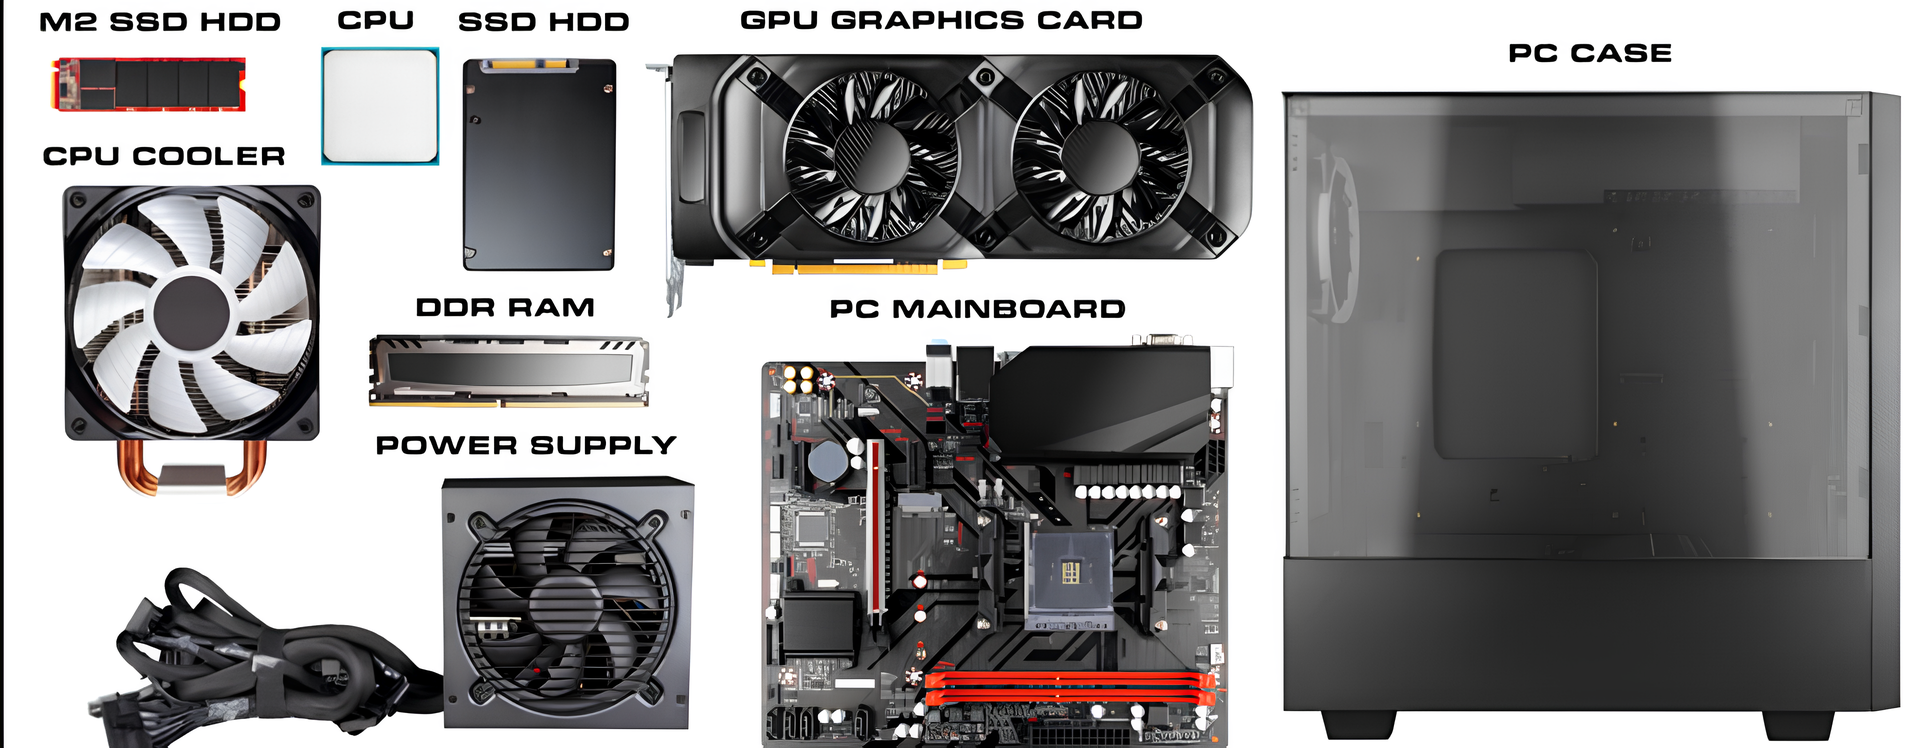 M2 SSD HDD
CPU
SSD HDD
GPU GRAPHICS CARD
PC CASE
CPU COOLER
DDR RAM
PC MAINBOARD
POWER SUPPLY